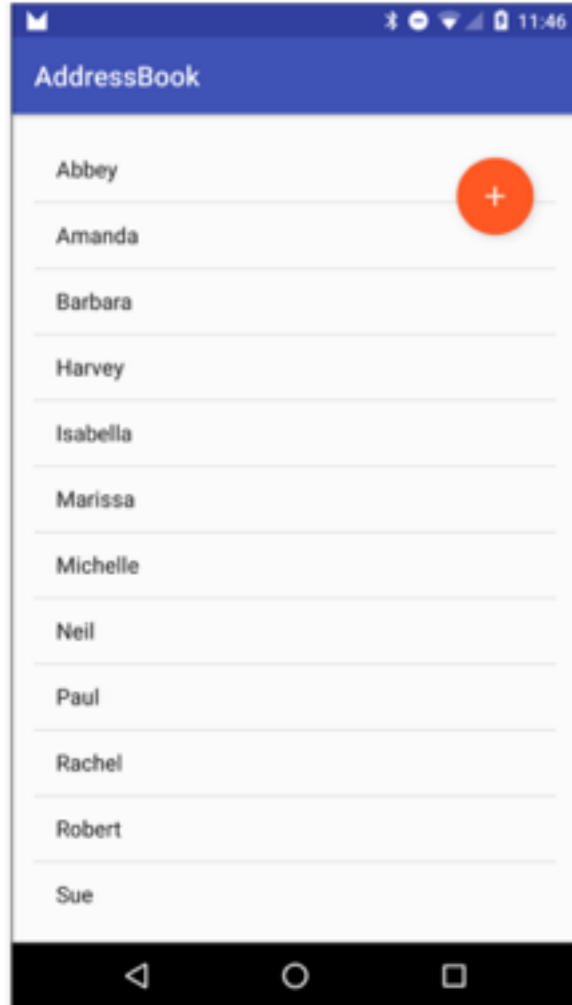 11:46
AddressBook
Abbey
+
Amanda
Barbara
Harvey
Isabella
Marissa
Michelle
Neil
Paul
Rachel
Robert
Sue